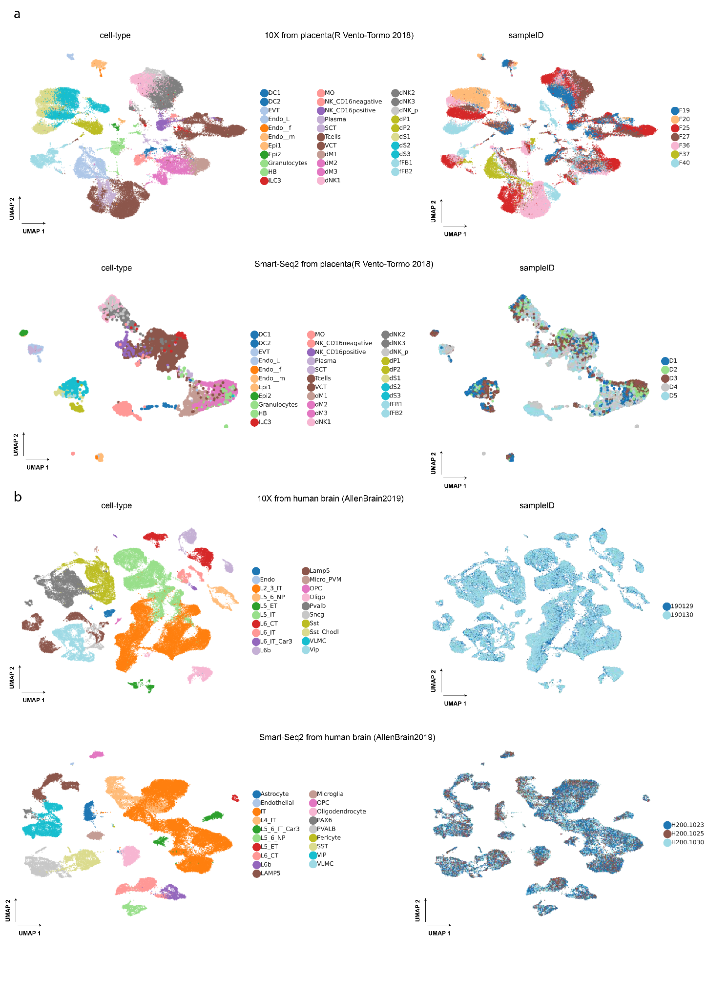 a
cell-type
10X from placenta(R Vento-Tormo 2018)
sampleID
DC1
DC2
EVT
Endo_L
Endo__f
Endo__m
Epi1
Epi2
Granulocytes
HB
ILC3
MO
NK_CD16neagative
NK_CD16positive
Plasma
SCT
Tcells
VCT
dM1
dM2
dM3
dNK1
dNK2
dNK3
dNK_p
dP1
dP2
dS1
dS2
dS3
fFB1
fFB2
F19
F20
F25
F27
F36
F37
F40
UMAP 2
UMAP 1
UMAP 2
UMAP 1
cell-type
Smart-Seq2 from placenta(R Vento-Tormo 2018)
sampleID
DC1
DC2
EVT
Endo_L
Endo__f
Endo__m
Epi1
Epi2
Granulocytes
HB
ILC3
MO
NK_CD16neagative
NK_CD16positive
Plasma
SCT
Tcells
VCT
dM1
dM2
dM3
dNK1
dNK2
dNK3
dNK_p
dP1
dP2
dS1
dS2
dS3
fFB1
fFB2
D1
D2
D3
D4
D5
UMAP 2
UMAP 1
UMAP 2
UMAP 1
b
cell-type
10X from human brain (AllenBrain2019)
sampleID
Endo
L2_3_IT
L5_6_NP
L5_ET
L5_IT
L6_CT
L6_IT
L6_IT_Car3
L6b
Lamp5
Micro_PVM
OPC
Oligo
Pvalb
Sncg
Sst
Sst_Chodl
VLMC
Vip
190129
190130
UMAP 2
UMAP 1
UMAP 2
UMAP 1
Smart-Seq2 from human brain (AllenBrain2019)
Astrocyte
Endothelial
IT
L4_IT
L5_6_IT_Car3
L5_6_NP
L5_ET
L6_CT
L6b
LAMP5
Microglia
OPC
Oligodendrocyte
PAX6
PVALB
Pericyte
SST
VIP
VLMC
H200.1023
H200.1025
H200.1030
UMAP 2
UMAP 1
UMAP 2
UMAP 1